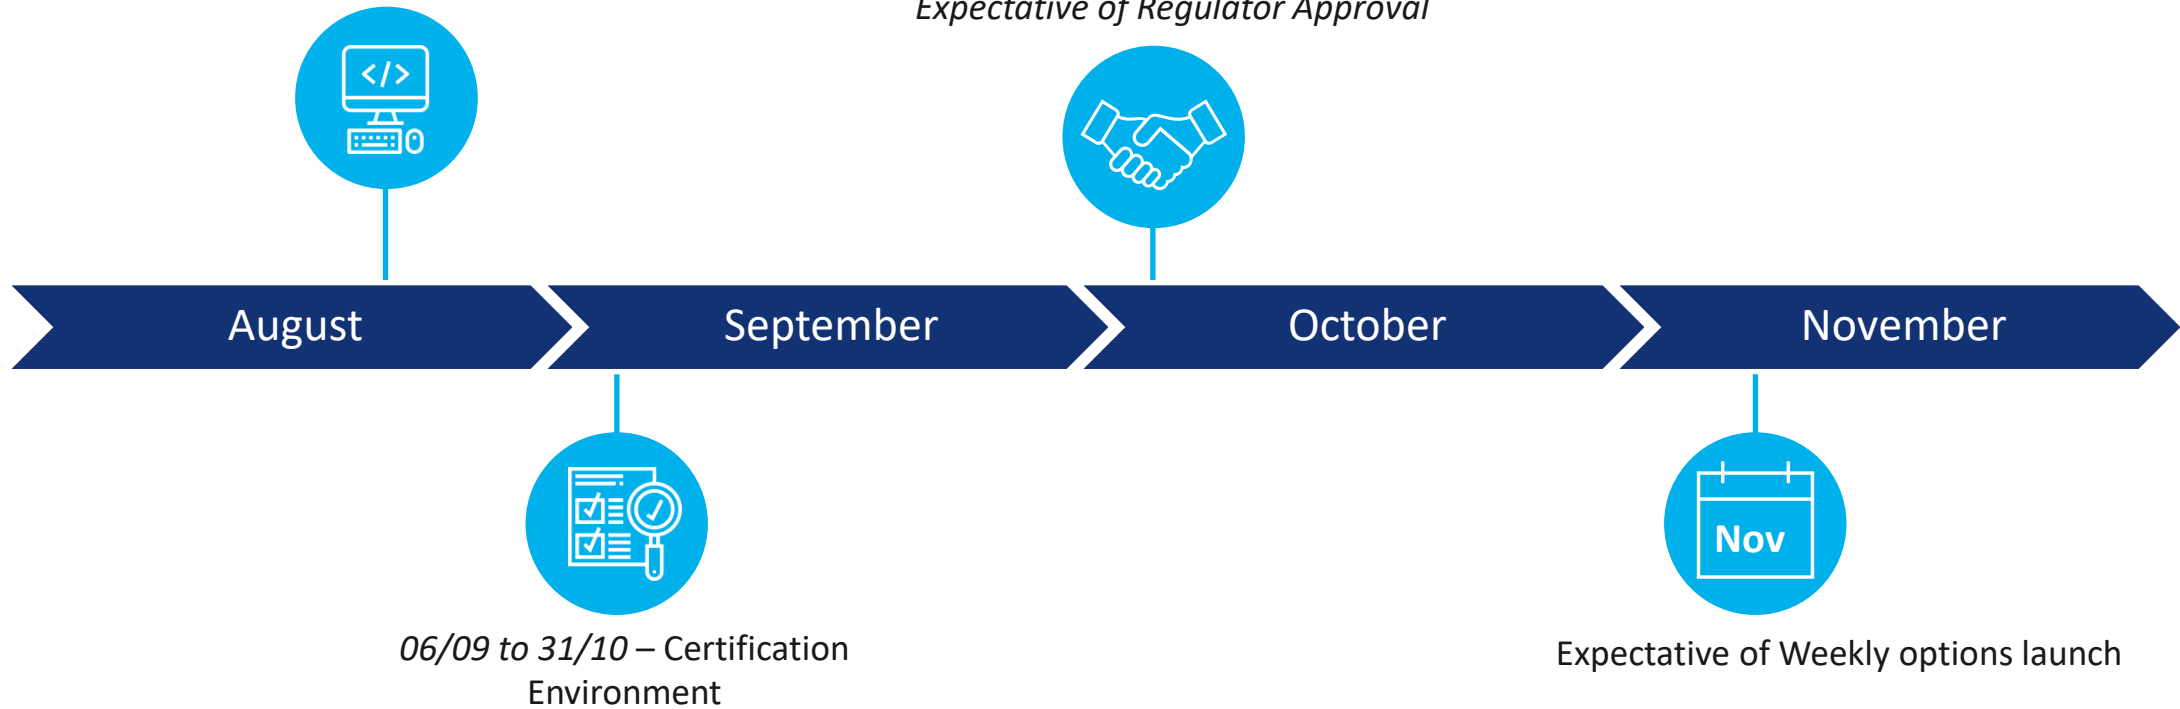 Expectative of Regulator Approval
</>
August
September
October
November
Nov
06/09 to 31/10 – Certification
Environment
Expectative of Weekly options launch